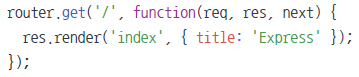 router.get('/', function(req, res, next) {
  res.render('index', { title: 'Express' });
});